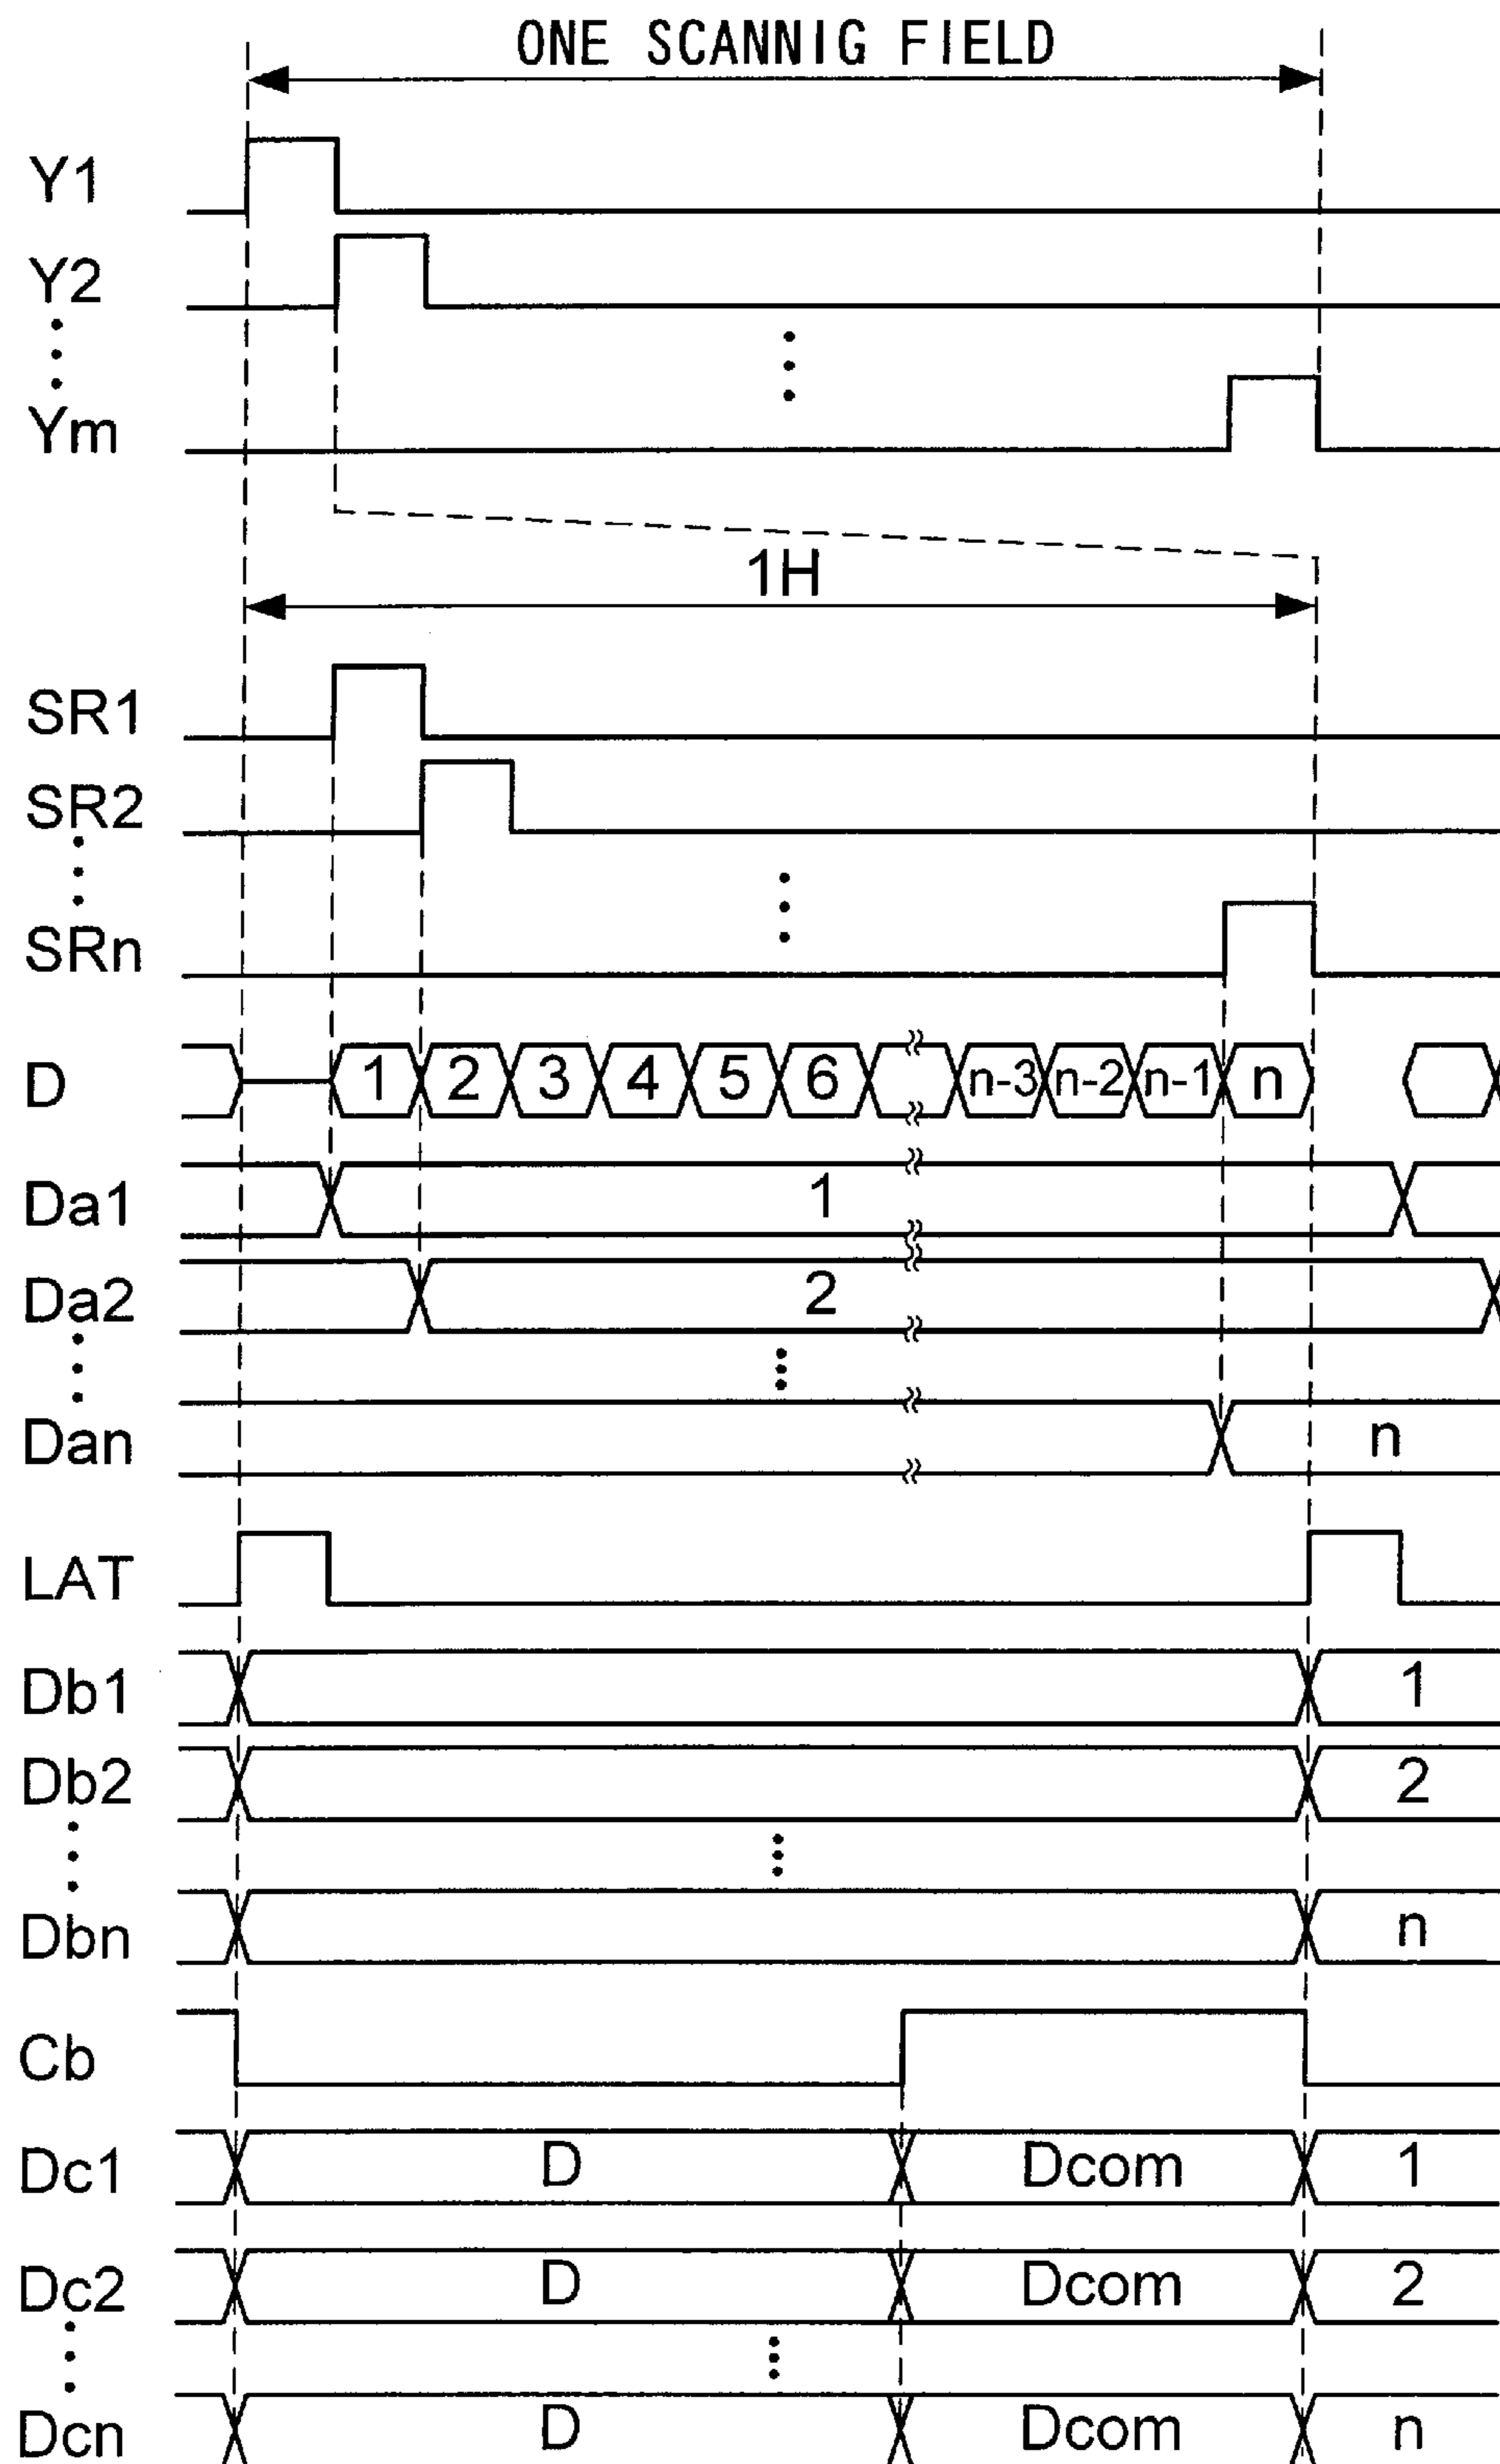 ONE SCANNIG FIELD
Y1
Y2
Ym
1H
SR1
SR2
SRn
D 1 2 3 4 5 6 n-3 n-2 n-1 n
Da1 1
Da2 2
Dan n
LAT
Db1 1
Db2 2
Dbn n
Cb
Dc1 D Dcom 1
Dc2 D Dcom 2
Dcn D Dcom n